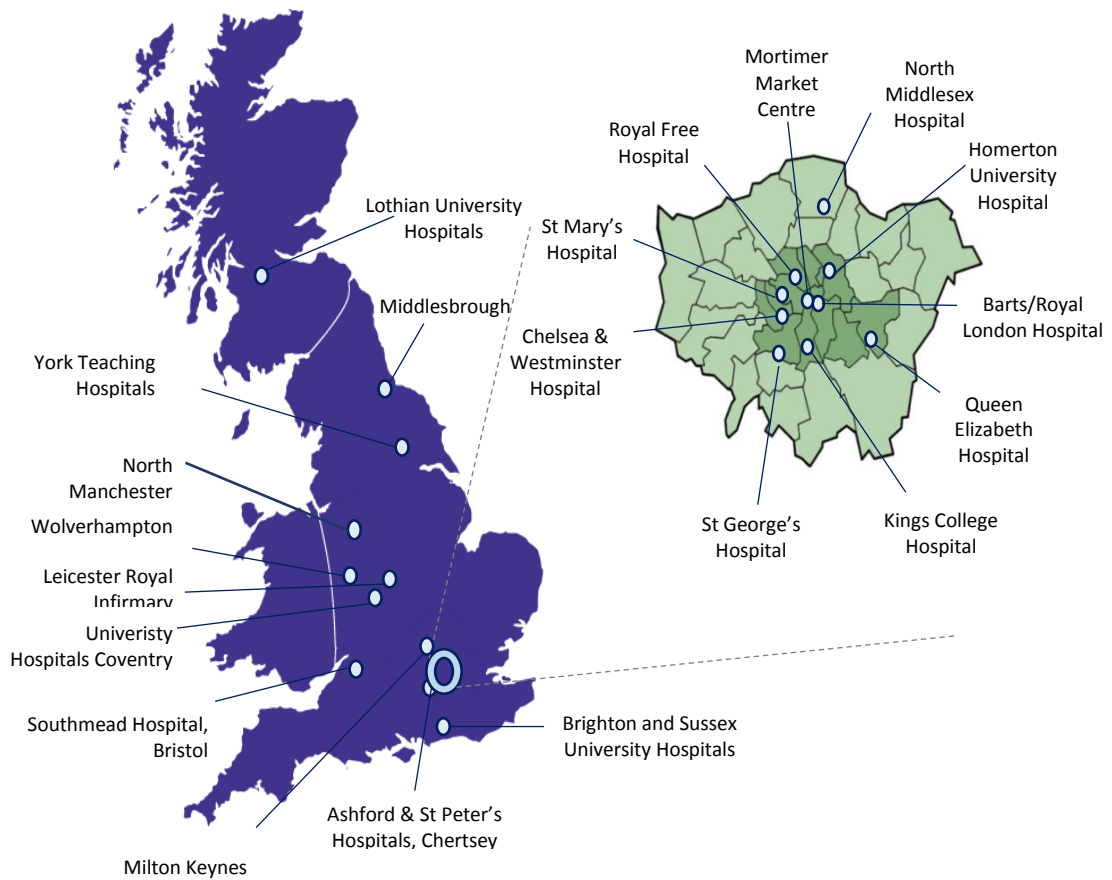 Lothian University
Hospitals
Middlesbrough
York Teaching
Hospitals
North
Manchester
Wolverhampton
Leicester Royal
Infirmary
Univeristy
Hospitals Coventry
Southmead Hospital,
Bristol
Milton Keynes
Ashford & St Peter's
Hospitals, Chertsey
Brighton and Sussex
University Hospitals
Mortimer
Market
Centre
North
Middlesex
Hospital
Royal Free
Hospital
Homerton
University
Hospital
St Mary's
Hospital
Chelsea &
Westminster
Hospital
Barts/Royal
London Hospital
Queen
Elizabeth
Hospital
St George's
Hospital
Kings College
Hospital